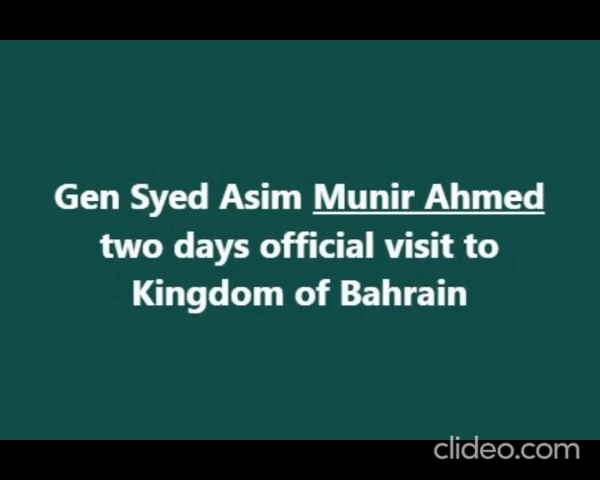 Gen Syed Asim Munir Ahmed
two days official visit to
Kingdom of Bahrain
clideo.com